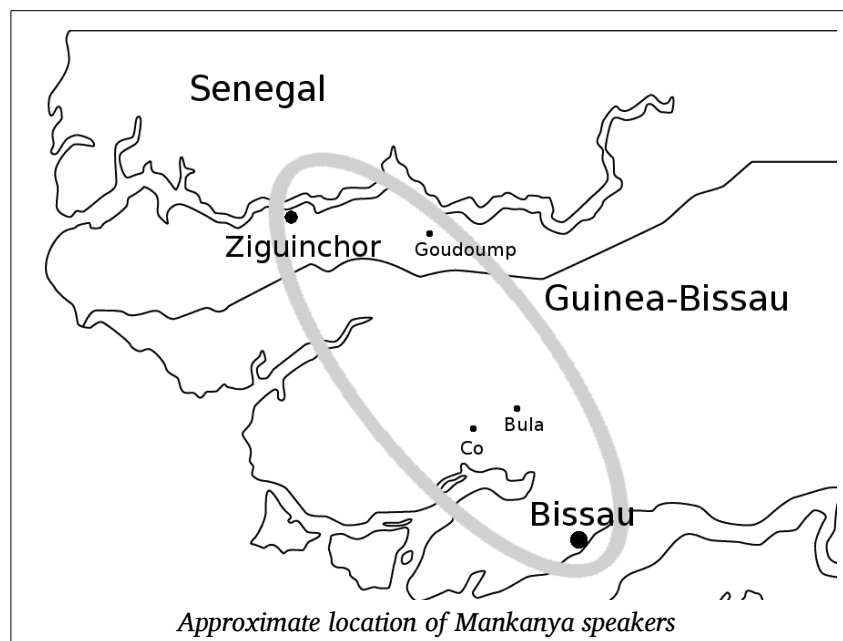 Senegal
Ziguinchor
Goudoump
Guinea-Bissau
Bula
Co
Bissau
Approximate location of Mankanya speakers